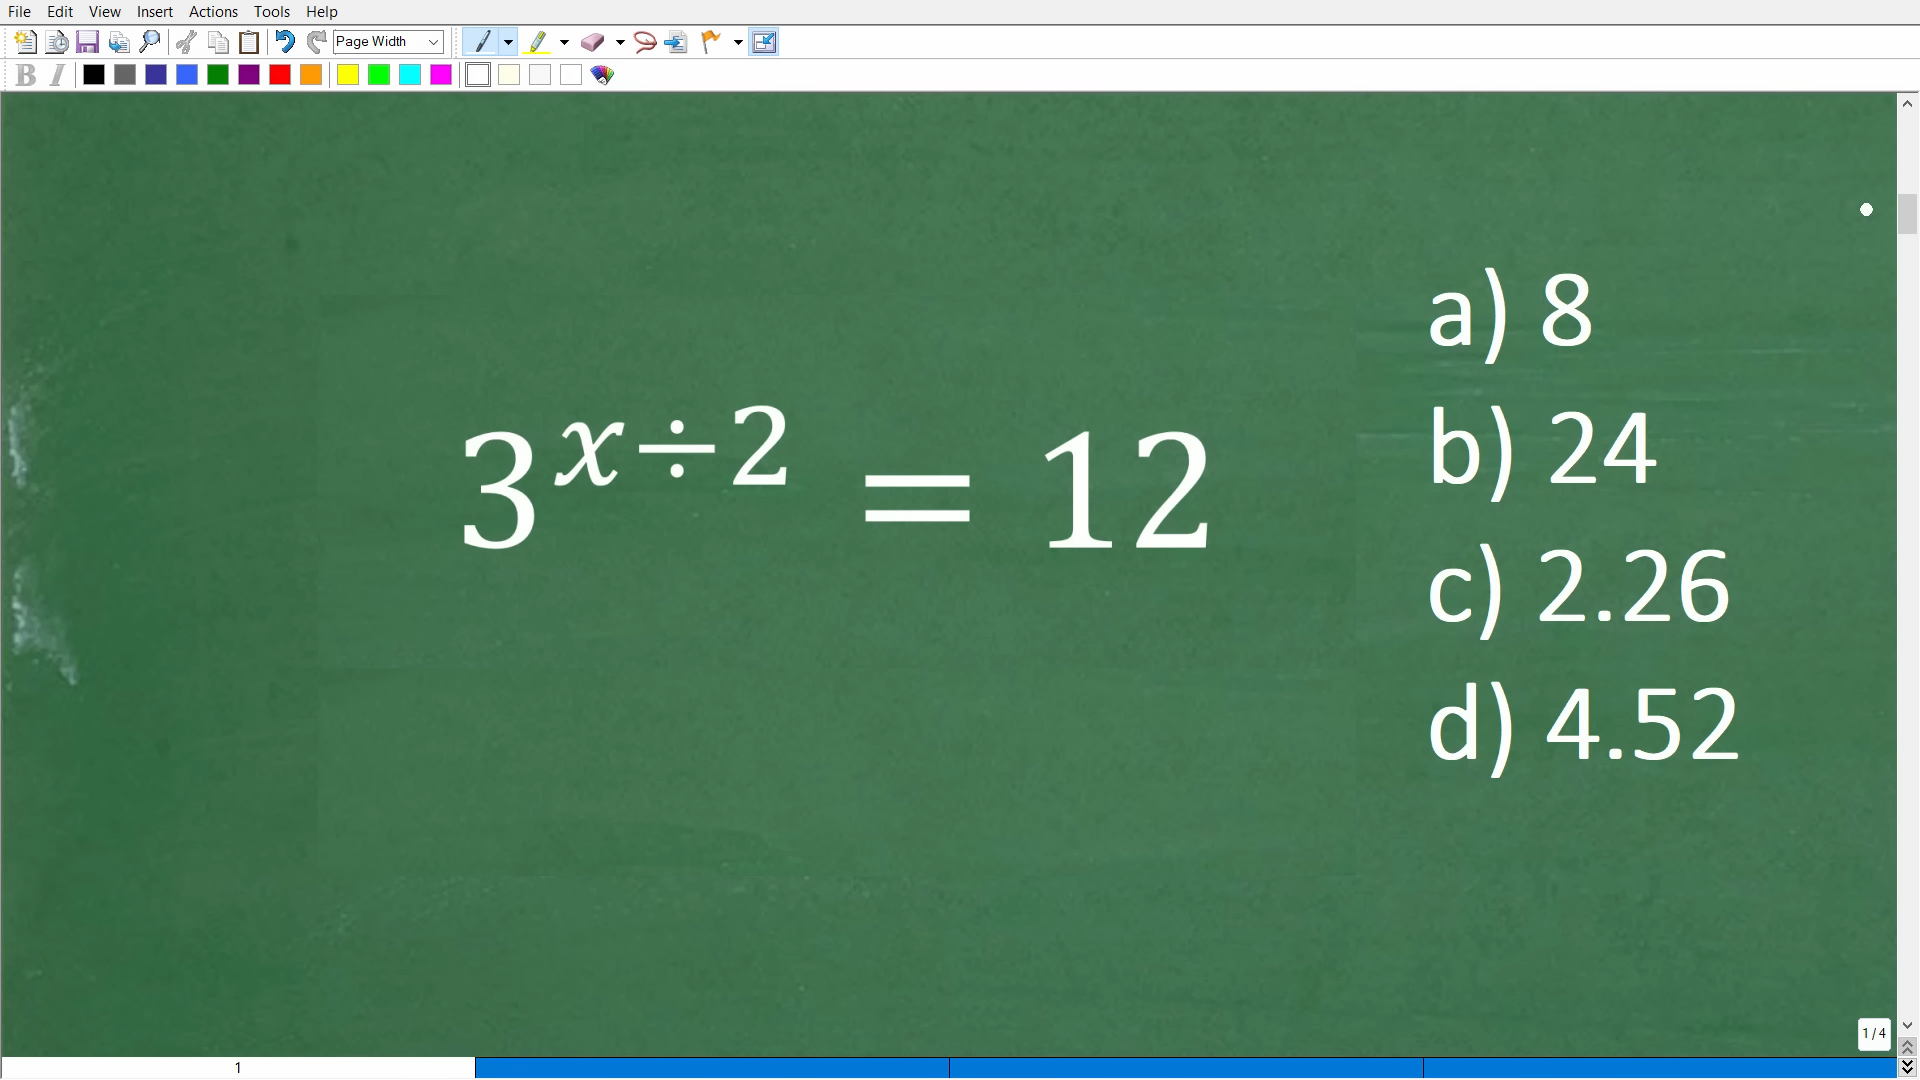 File Edit View Insert Actions Tools Help
Page Width
B I
a) 8
b) 24
3^{x÷2} = 12
c) 2.26
d) 4.52
1 / 4
1